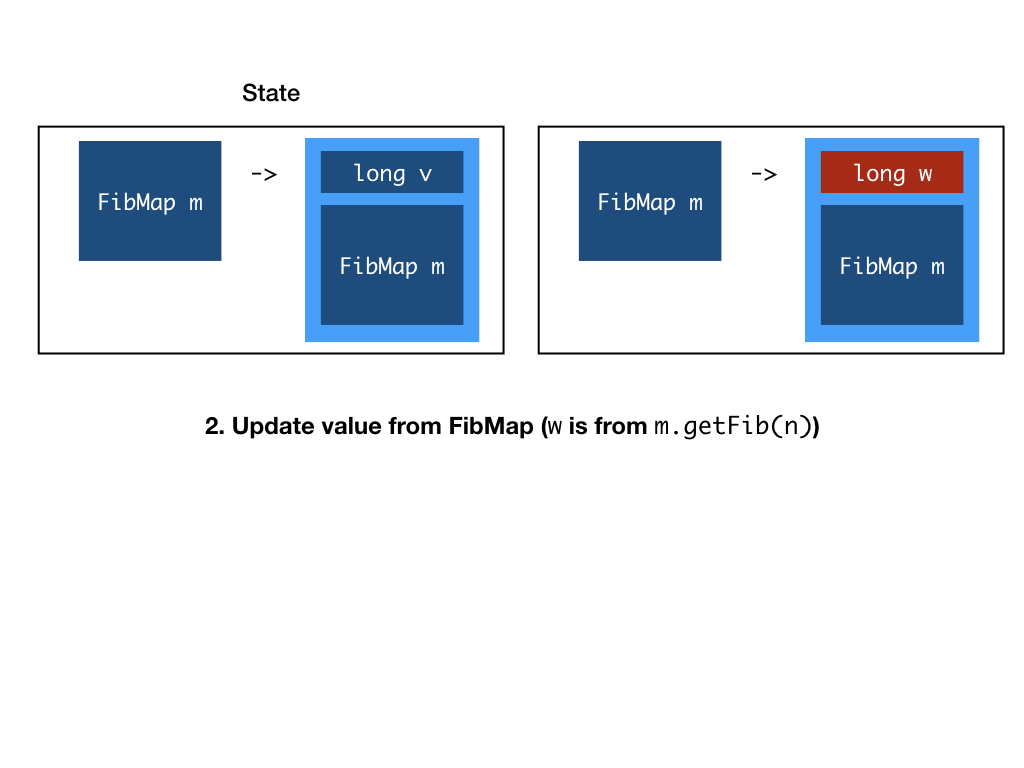 State
FibMap m
->
long v
FibMap m
FibMap m
->
long w
FibMap m
2. Update value from FibMap (w is from m.getFib(n))